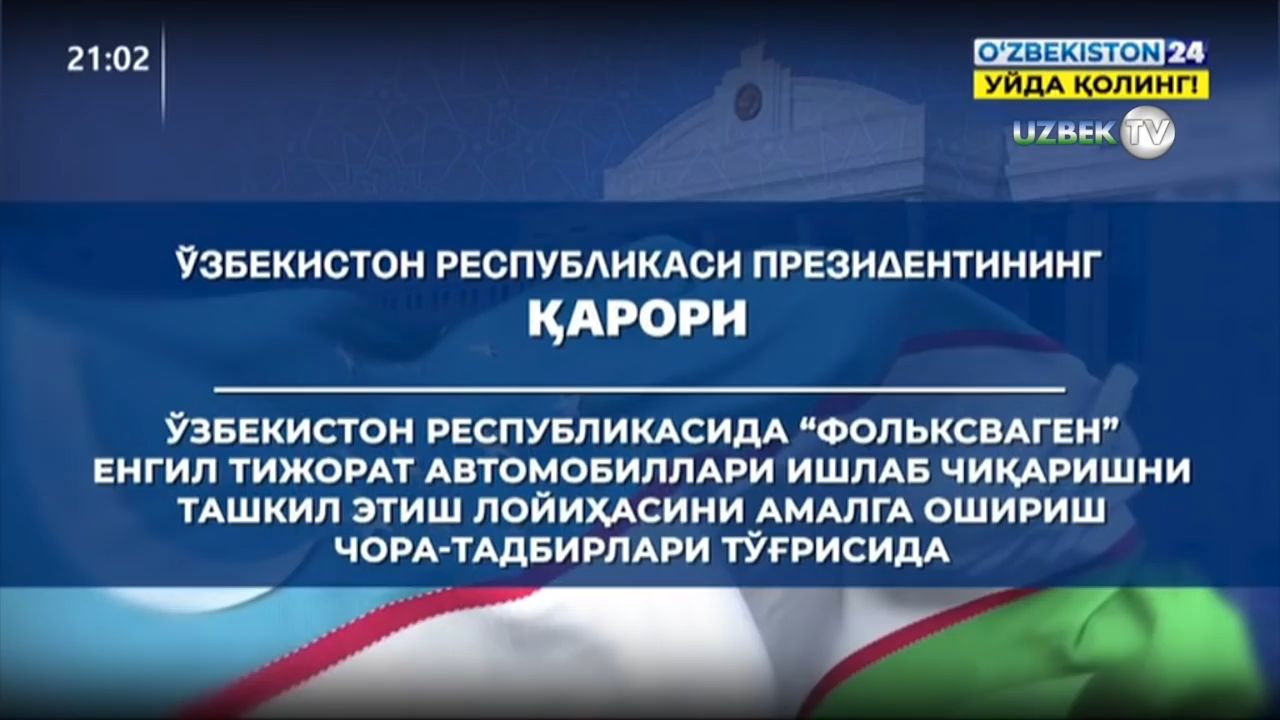 21:02
O‘ZBEKISTON 24
УЙДА ҚОЛИНГ!
UZBEK TV
ЎЗБЕКИСТОН РЕСПУБЛИКАСИ ПРЕЗИДЕНТИНИНГ
ҚАРОРИ
ЎЗБЕКИСТОН РЕСПУБЛИКАСИДА “ФОЛЬКСВАГЕН”
ЕНГИЛ ТИЖОРАТ АВТОМОБИЛЛАРИ ИШЛАБ ЧИҚАРИШНИ
ТАШКИЛ ЭТИШ ЛОЙИҲАСИНИ АМАЛГА ОШИРИШ
ЧОРА-ТАДБИРЛАРИ ТЎҒРИСИДА